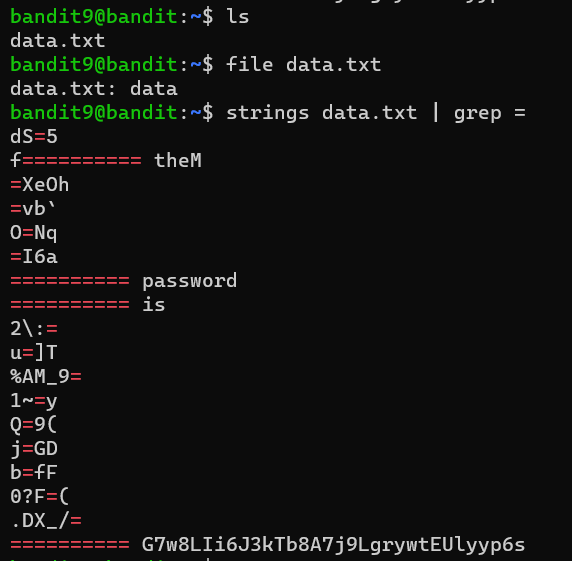 bandit9@bandit:~$ ls
data.txt
bandit9@bandit:~$ file data.txt
data.txt: data
bandit9@bandit:~$ strings data.txt | grep =
dS=5
f========== theM
=XeOh
=vb`
O=Nq
=I6a
========== password
========== is
2\:=
u=]T
%AM_9=
1~=y
Q=9(
j=GD
b=fF
0?F=(
.DX_/=
========== G7w8LIi6J3kTb8A7j9LgrywtEUlyyp6s